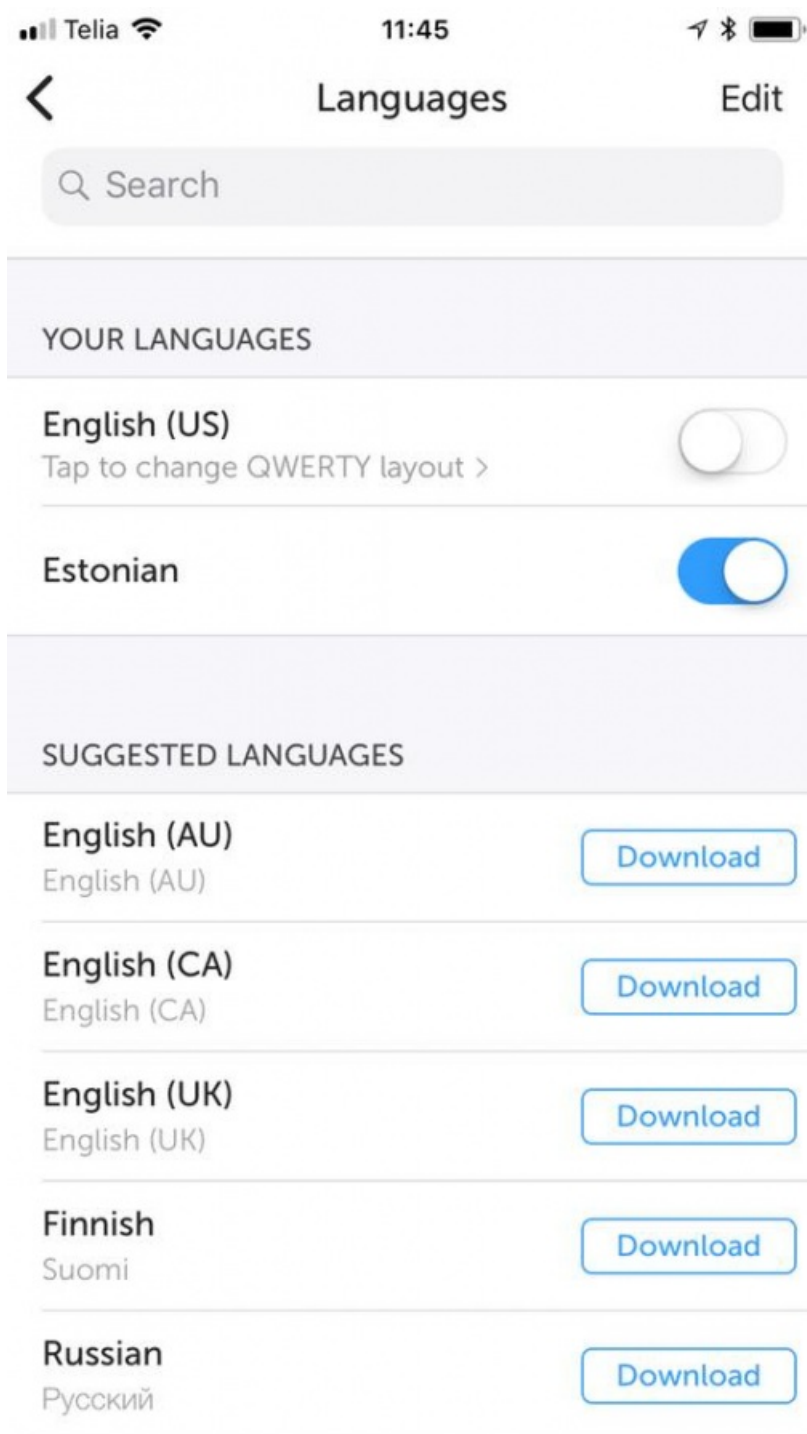 Telia 11:45
Languages Edit
Search
YOUR LANGUAGES
English (US)
Tap to change QWERTY layout >
Estonian
SUGGESTED LANGUAGES
English (AU)
English (AU)
Download
English (CA)
English (CA)
Download
English (UK)
English (UK)
Download
Finnish
Suomi
Download
Russian
Русский
Download